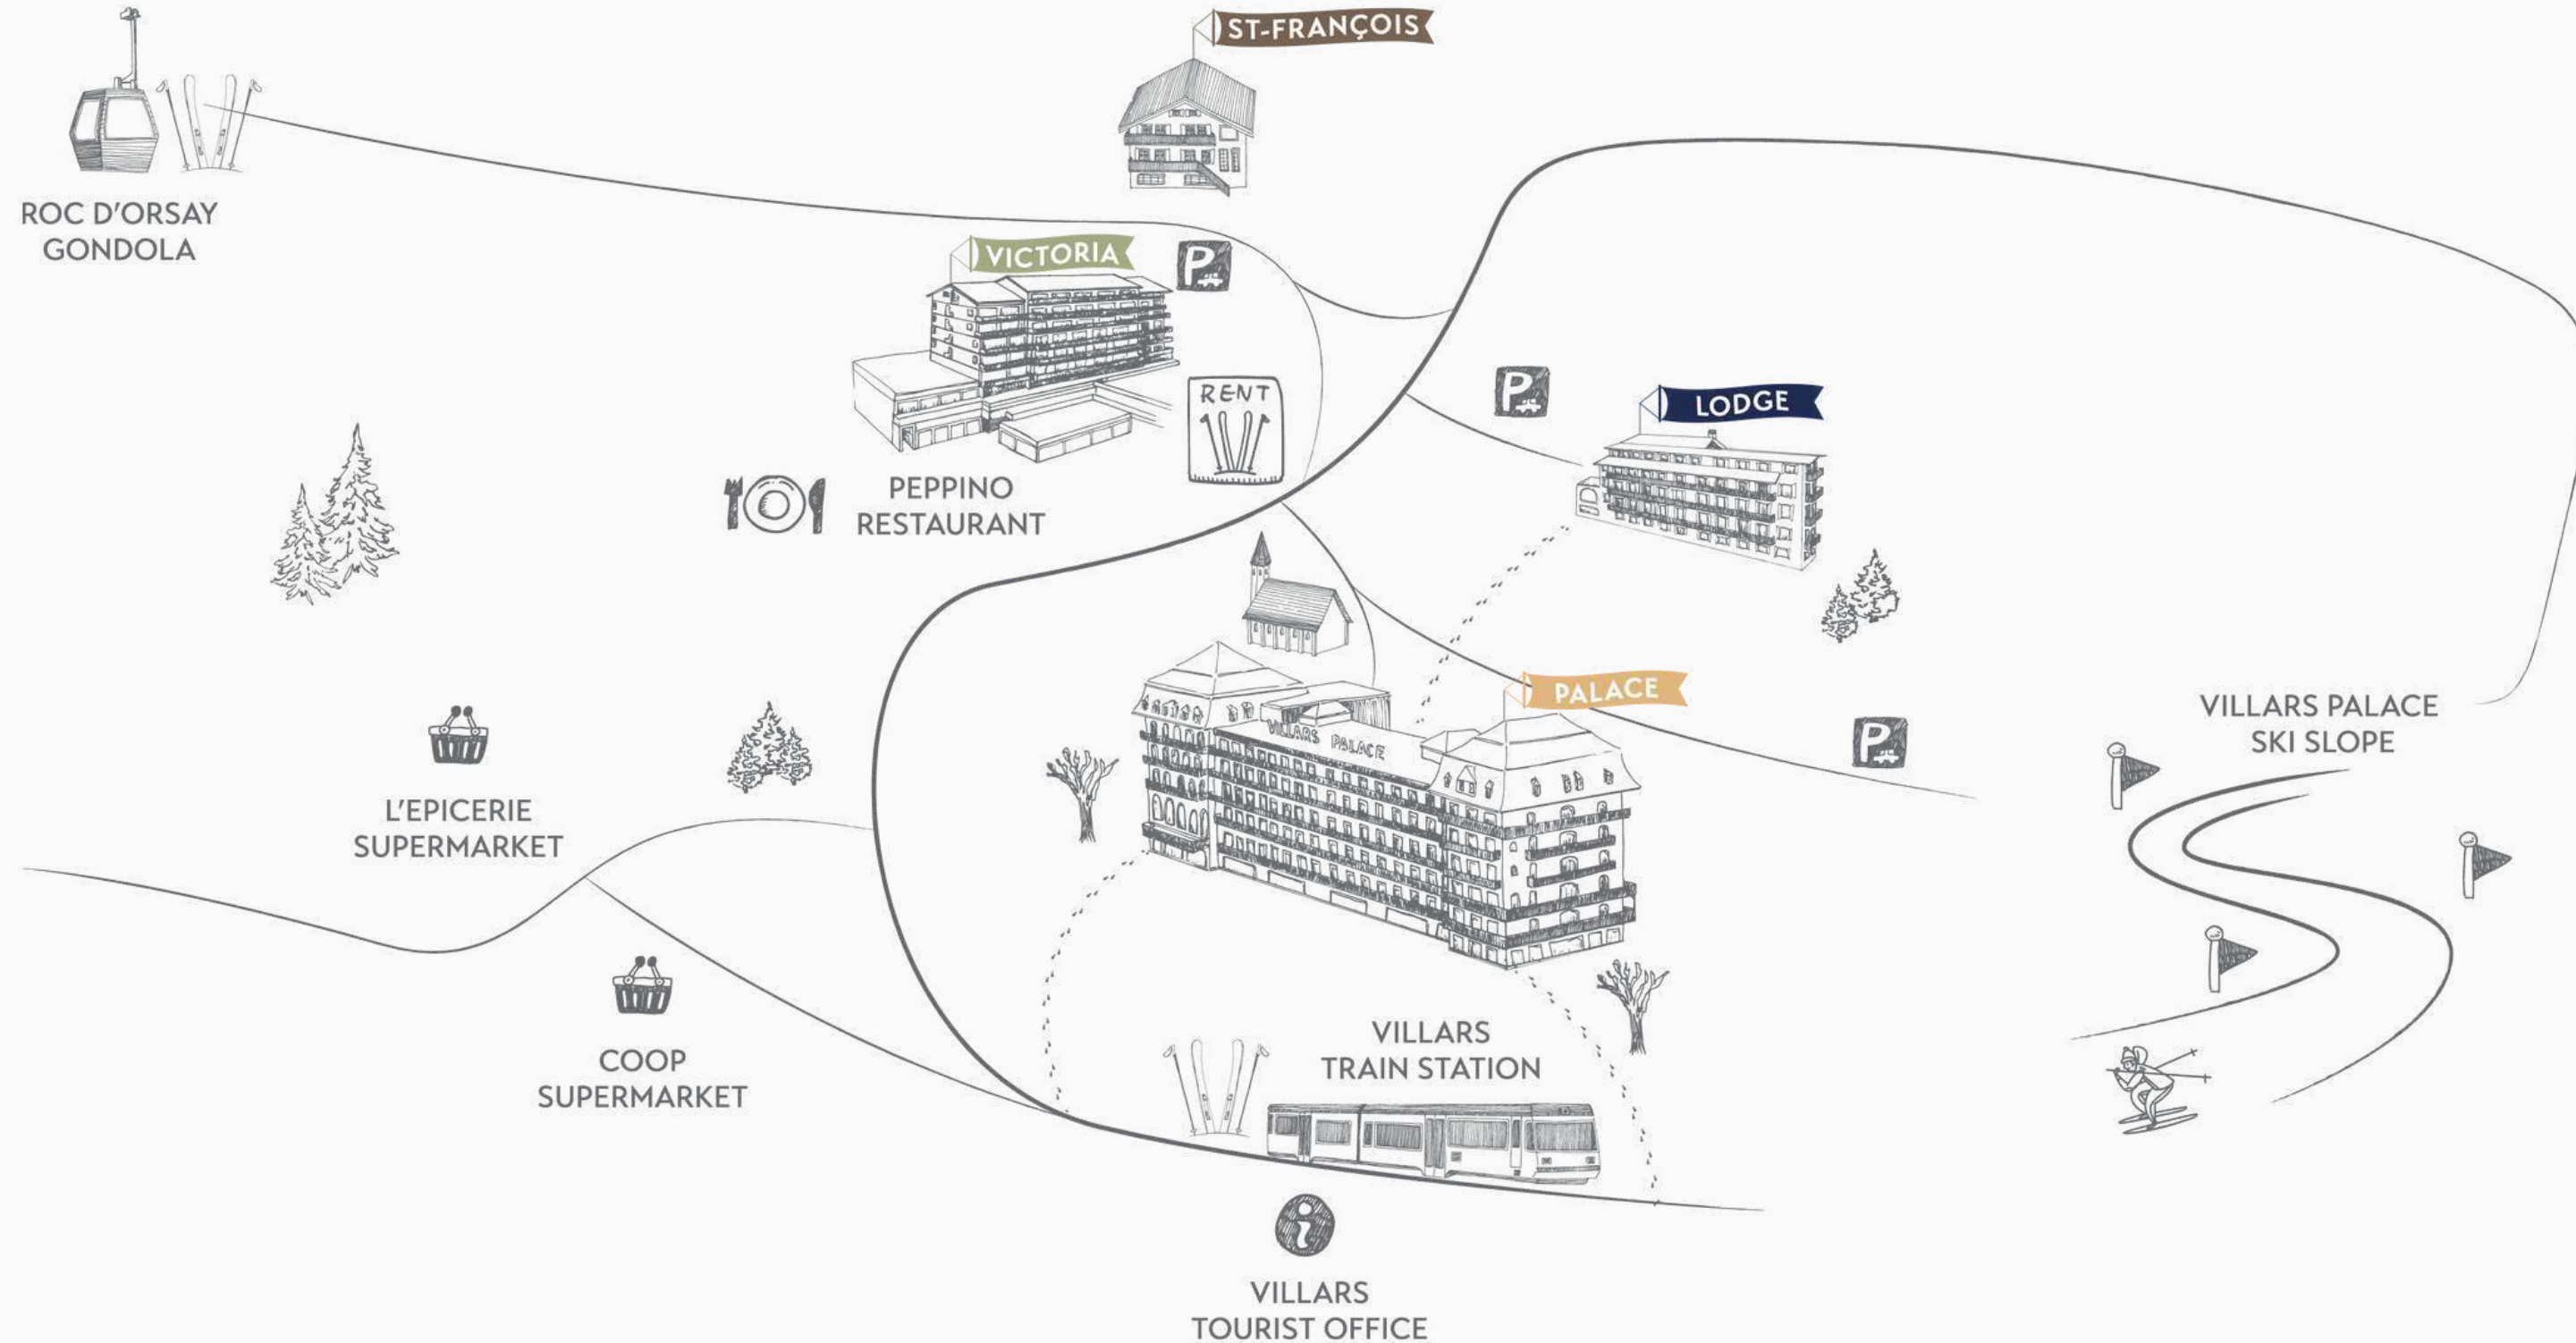 ST-FRANÇOIS
ROC D'ORSAY
GONDOLA
VICTORIA
P
RENT
P
LODGE
PEPPINO
RESTAURANT
PALACE
VILLARS PALACE
VILLARS PALACE
SKI SLOPE
P
L'EPICERIE
SUPERMARKET
COOP
SUPERMARKET
VILLARS
TRAIN STATION
i
VILLARS
TOURIST OFFICE